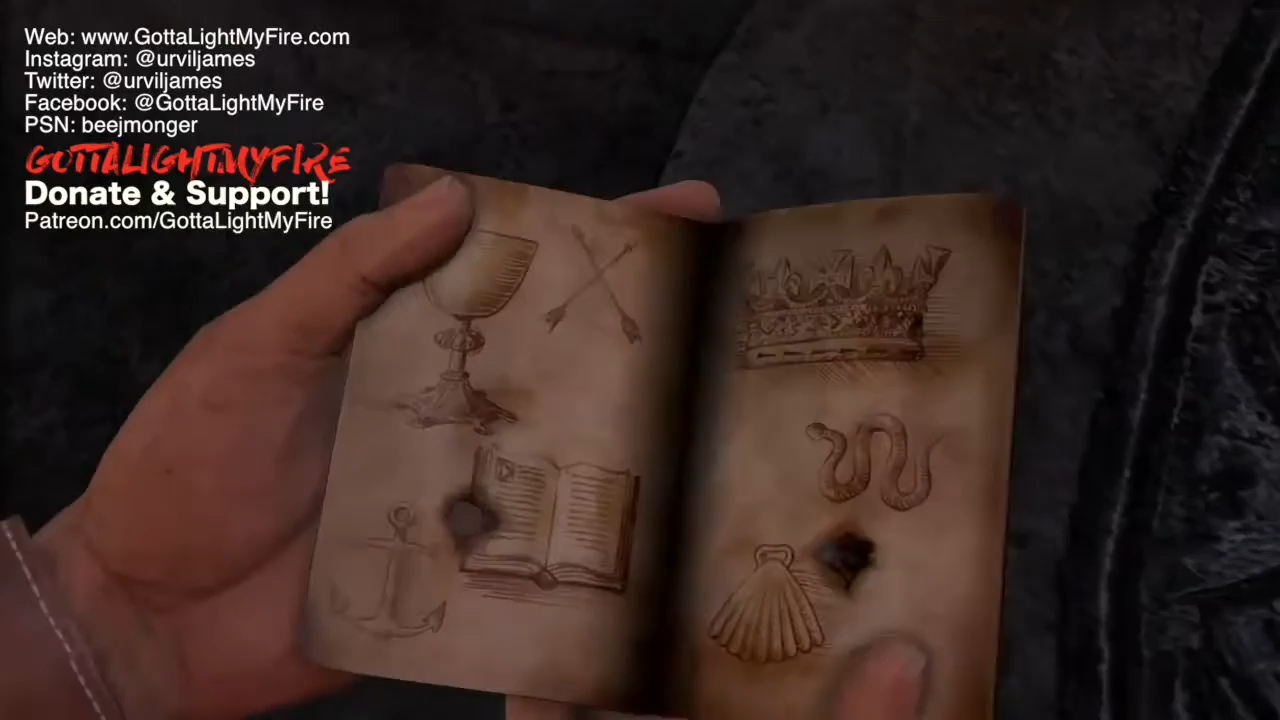 Web: www.GottaLightMyFire.com
Instagram: @urviljames
Twitter: @urviljames
Facebook: @GottaLightMyFire
PSN: beejmonger
GOTTALIGHTMYFIRE
Donate & Support!
Patreon.com/GottaLightMyFire